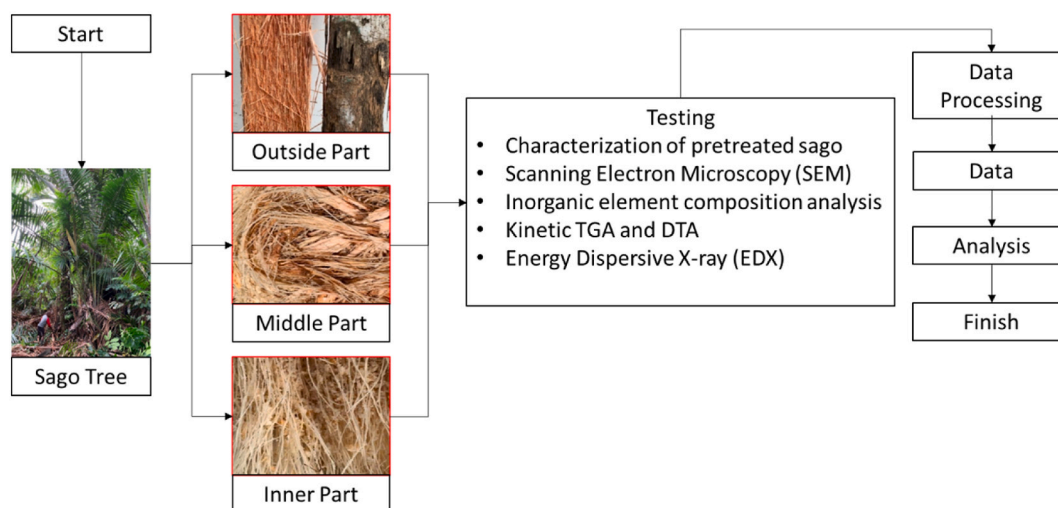 Start
Outside Part
Sago Tree
Middle Part
Inner Part
Testing
• Characterization of pretreated sago
• Scanning Electron Microscopy (SEM)
• Inorganic element composition analysis
• Kinetic TGA and DTA
• Energy Dispersive X-ray (EDX)
Data
Processing
Data
Analysis
Finish